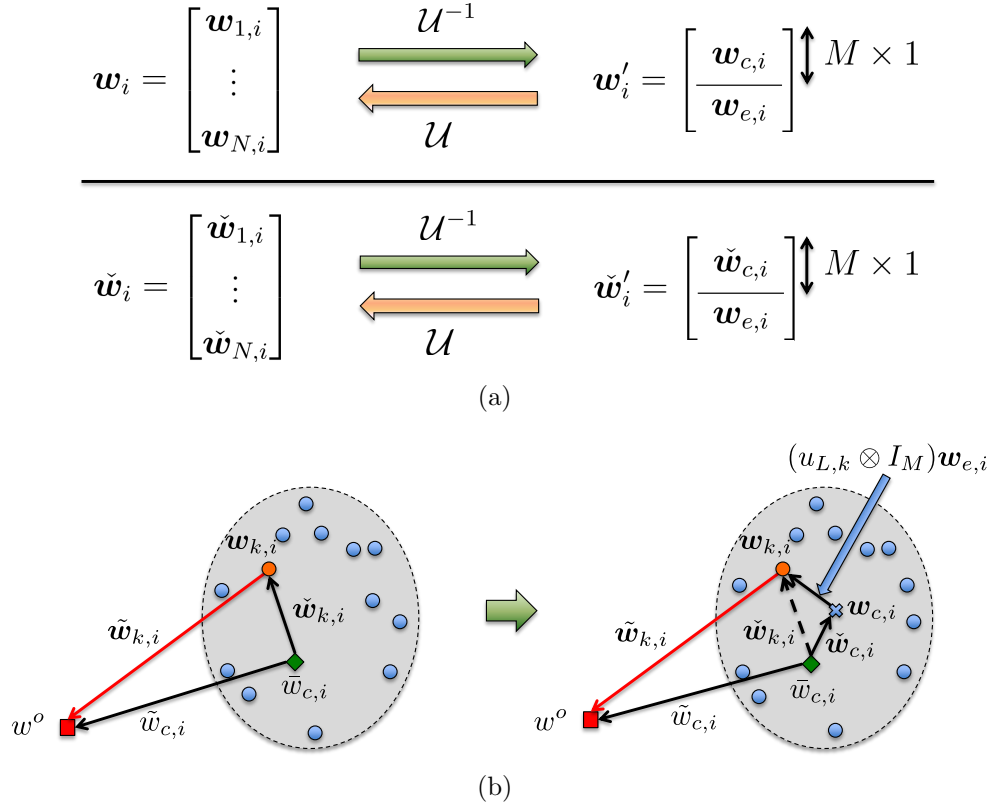 𝒘_i = [𝒘_{1,i} ⋮ 𝒘_{N,i}] 𝒰^{-1} 𝒰 𝒘′_i = [𝒘_{c,i} / 𝒘_{e,i}] M × 1
𝒘̌_i = [𝒘̌_{1,i} ⋮ 𝒘̌_{N,i}] 𝒰^{-1} 𝒰 𝒘̌′_i = [𝒘̌_{c,i} / 𝒘_{e,i}] M × 1
(a)
𝒘_{k,i}
𝒘̌_{k,i}
𝒘̃_{k,i}
w̄_{c,i}
w^o
w̃_{c,i}
(u_{L,k} ⊗ I_M)𝒘_{e,i}
𝒘_{k,i}
𝒘_{c,i}
𝒘̃_{k,i}
𝒘̌_{k,i}
𝒘̌_{c,i}
w̄_{c,i}
w^o
w̃_{c,i}
(b)